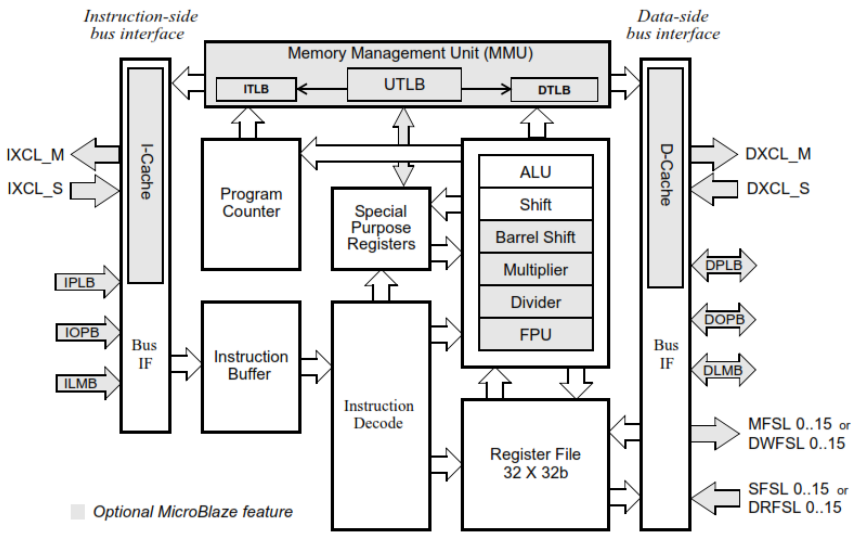 Instruction-side
bus interface
Data-side
bus interface
Memory Management Unit (MMU)
ITLB
UTLB
DTLB
I-Cache
D-Cache
IXCL_M
IXCL_S
DXCL_M
DXCL_S
Program
Counter
Special
Purpose
Registers
ALU
Shift
Barrel Shift
Multiplier
Divider
FPU
IPLB
IOPB
ILMB
Bus
IF
Instruction
Buffer
Instruction
Decode
Register File
32 X 32b
Bus
IF
DPLB
DOPB
DLMB
MFSL 0..15 or
DWFSL 0..15
SFSL 0..15 or
DRFSL 0..15
Optional MicroBlaze feature